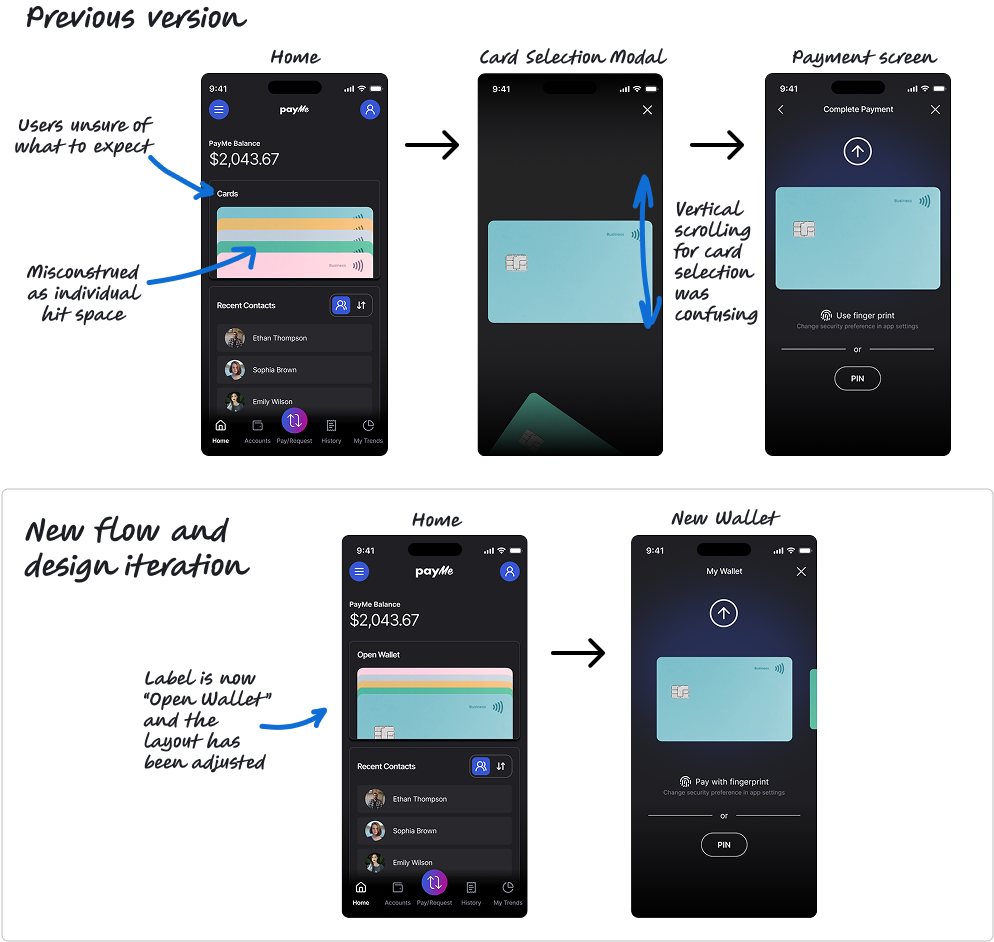 Previous version
Home
Card Selection Modal
Payment screen
Users unsure of
what to expect
Misconstrued
as individual
hit space
9:41
payMe
PayMe Balance
$2,043.67
Cards
Business
Recent Contacts
Ethan Thompson
Sophia Brown
Emily Wilson
Home
Accounts
Pay/Request
History
My Trends
9:41
Business
Vertical
scrolling
for card
selection
was
confusing
9:41
Complete Payment
Business
Use finger print
Change security preference in app settings
or
PIN
New flow and
design iteration
Home
New Wallet
Label is now
"Open Wallet"
and the
layout has
been adjusted
9:41
payMe
PayMe Balance
$2,043.67
Open Wallet
Business
Recent Contacts
Ethan Thompson
Sophia Brown
Emily Wilson
Home
Accounts
Pay/Request
History
My Trends
9:41
My Wallet
Business
Pay with fingerprint
Change security preference in app settings
or
PIN